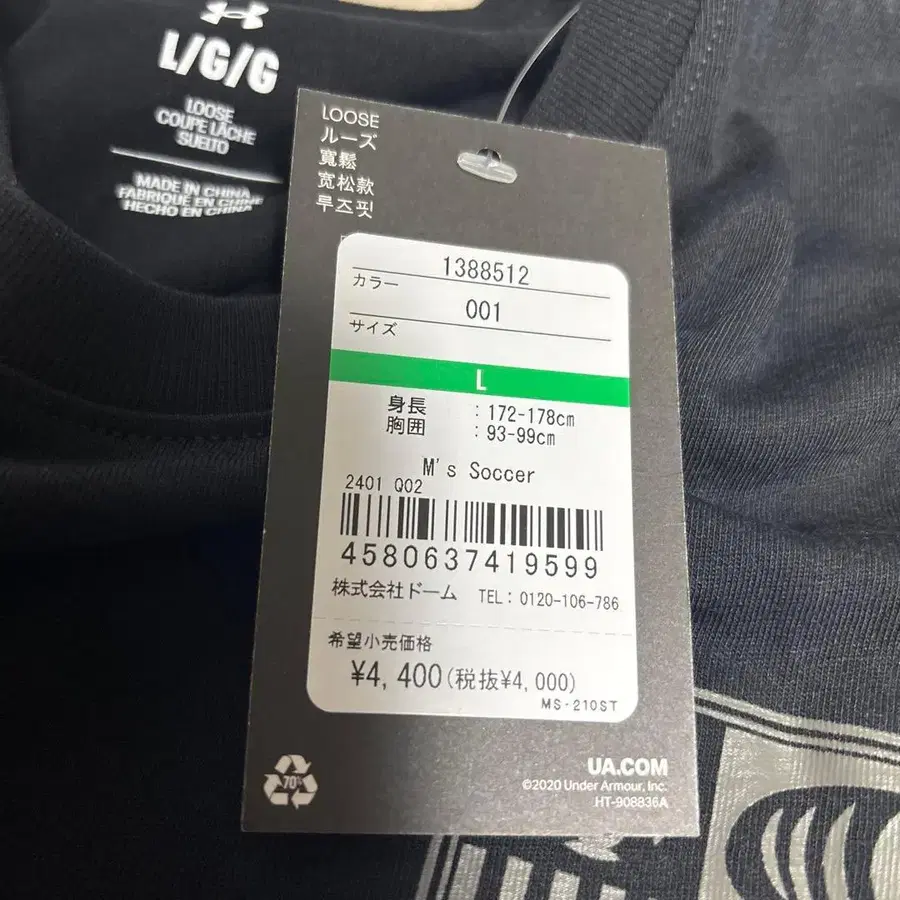 L/G/G
LOOSE
COUPE LÂCHE
SUELTO
MADE IN CHINA
FABRIQUÉ EN CHINE
HECHO EN CHINA
LOOSE
ルーズ
寬鬆
宽松款
루즈핏
1388512
カラー
001
サイズ
L
身長 : 172-178cm
胸囲 : 93-99cm
M's Soccer
2401 Q02
4580637419599
株式会社ドーム TEL: 0120-106-786
希望小売価格
¥4,400(税抜¥4,000)
MS-210ST
70%
UA.COM
©2020 Under Armour, Inc.
HT-908836A